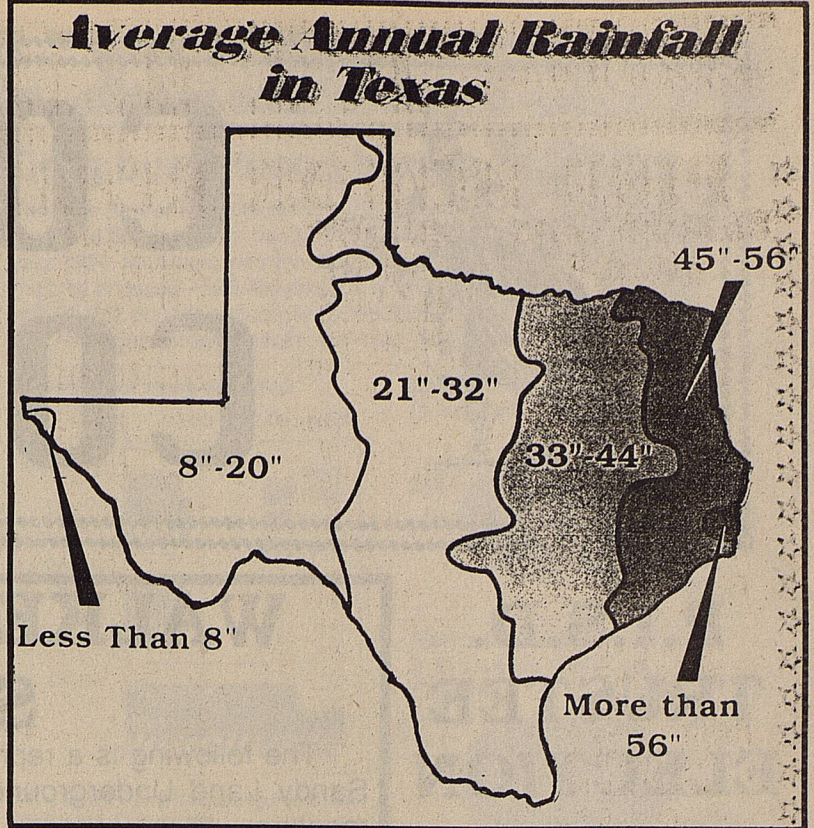 Average Annual Rainfall
in Texas
45"-56"
21"-32"
33"-44"
8"-20"
Less Than 8"
More than
56"
The following is a
Sandy Land Underground